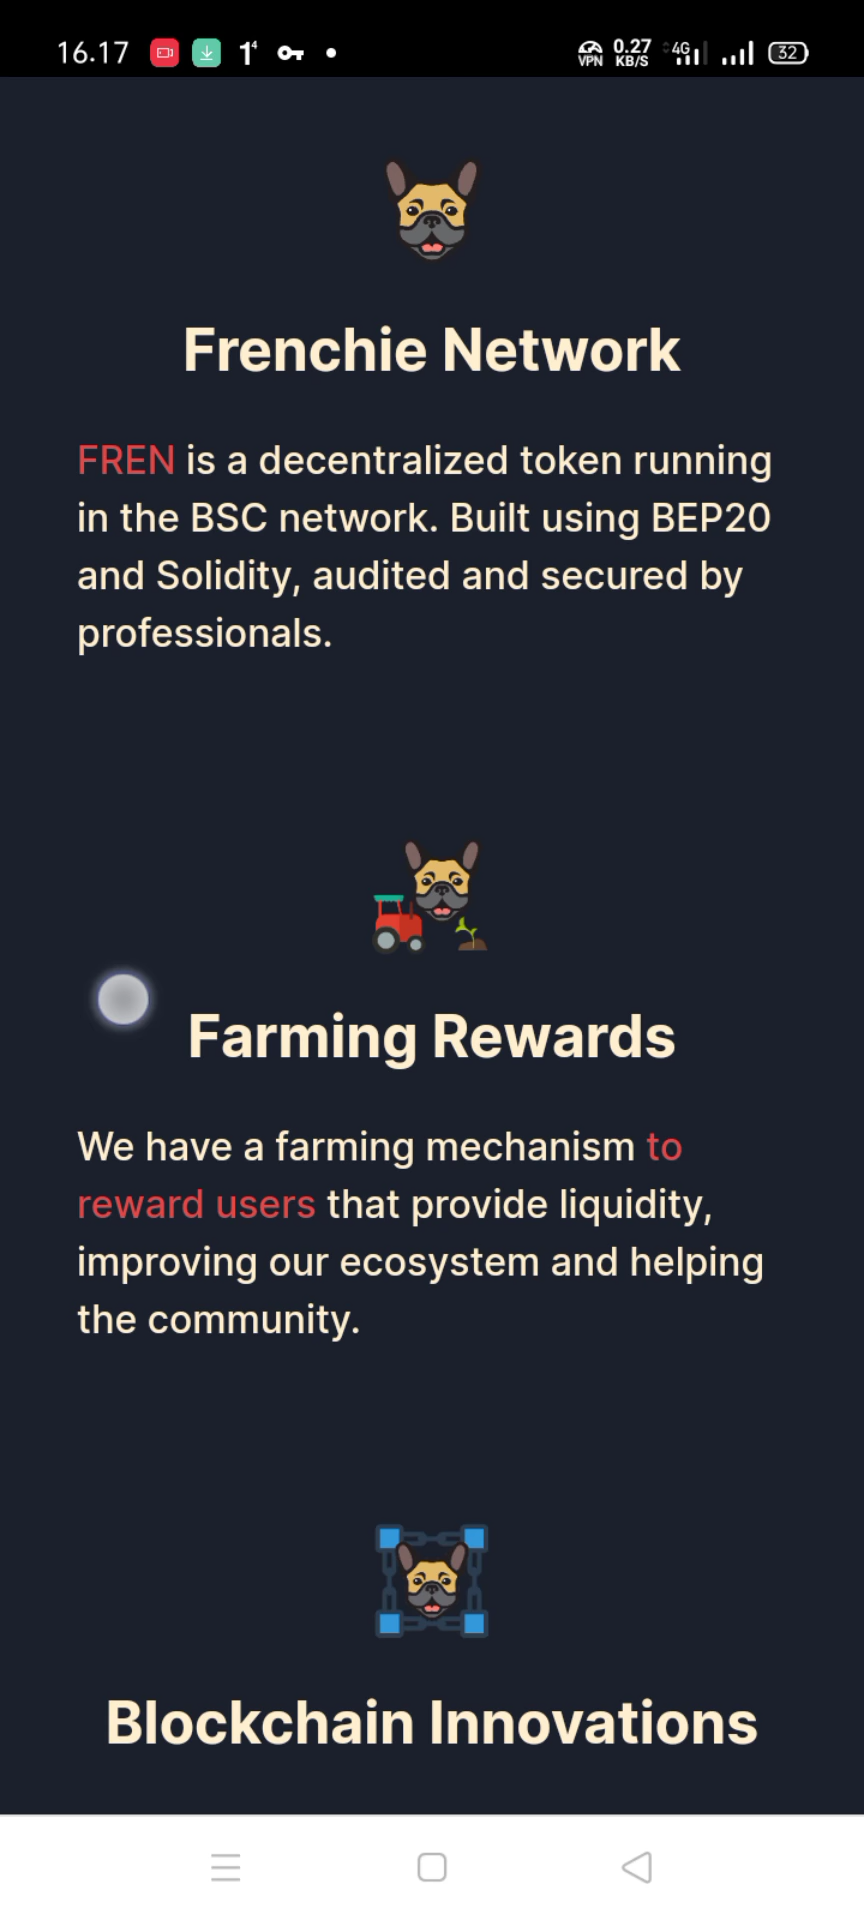 16.17
1 4
VPN
0.27
KB/S
4G
32
Frenchie Network
FREN is a decentralized token running
in the BSC network. Built using BEP20
and Solidity, audited and secured by
professionals.
Farming Rewards
We have a farming mechanism to
reward users that provide liquidity,
improving our ecosystem and helping
the community.
Blockchain Innovations